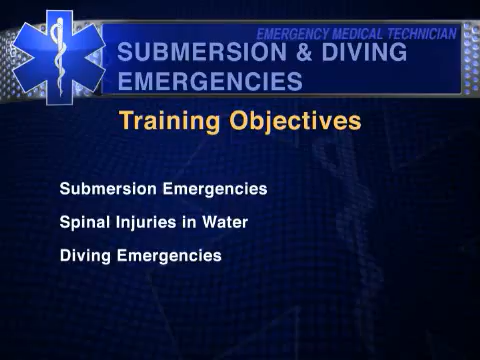 EMERGENCY MEDICAL TECHNICIAN
SUBMERSION & DIVING
EMERGENCIES
Training Objectives
Submersion Emergencies
Spinal Injuries in Water
Diving Emergencies